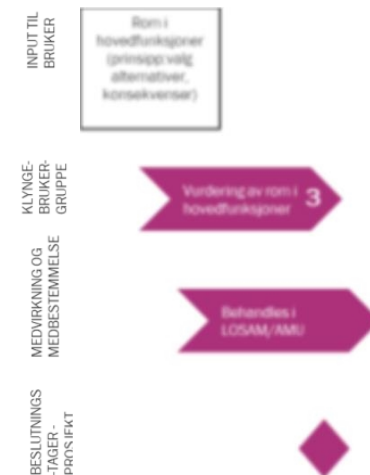 INPUT TIL
BRUKER
Rom i
hovedfunksjoner
(prinsipp:valg
alternativer,
konsekvenser)
KLYNGE-
BRUKER-
GRUPPE
Vurdering av rom i
hovedfunksjoner
3
MEDVIRKNING OG
MEDBESTEMMELSE
Behandles i
LOSAM/AMU
BESLUTNINGS
-TAGER -
PROSJEKT